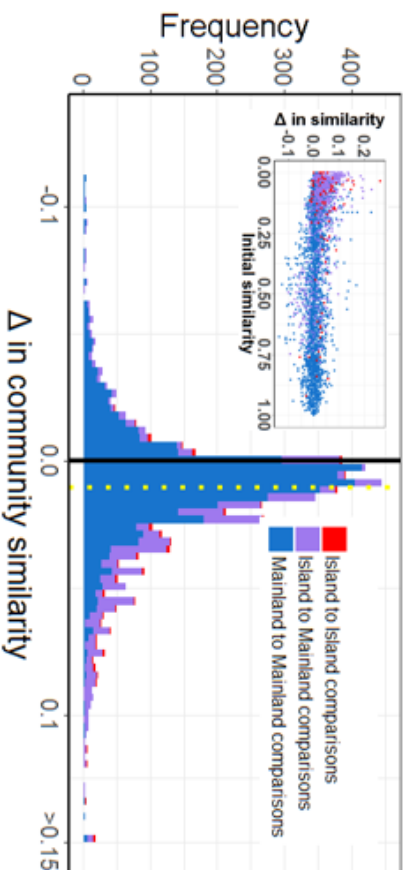 Frequency
0
100
200
300
400
-0.1
0.0
0.1
>0.15
Δ in community similarity
Δ in similarity
-0.1
0.0
0.1
0.2
0.00
0.25
0.50
0.75
1.00
Initial similarity
Island to Island comparisons
Island to Mainland comparisons
Mainland to Mainland comparisons